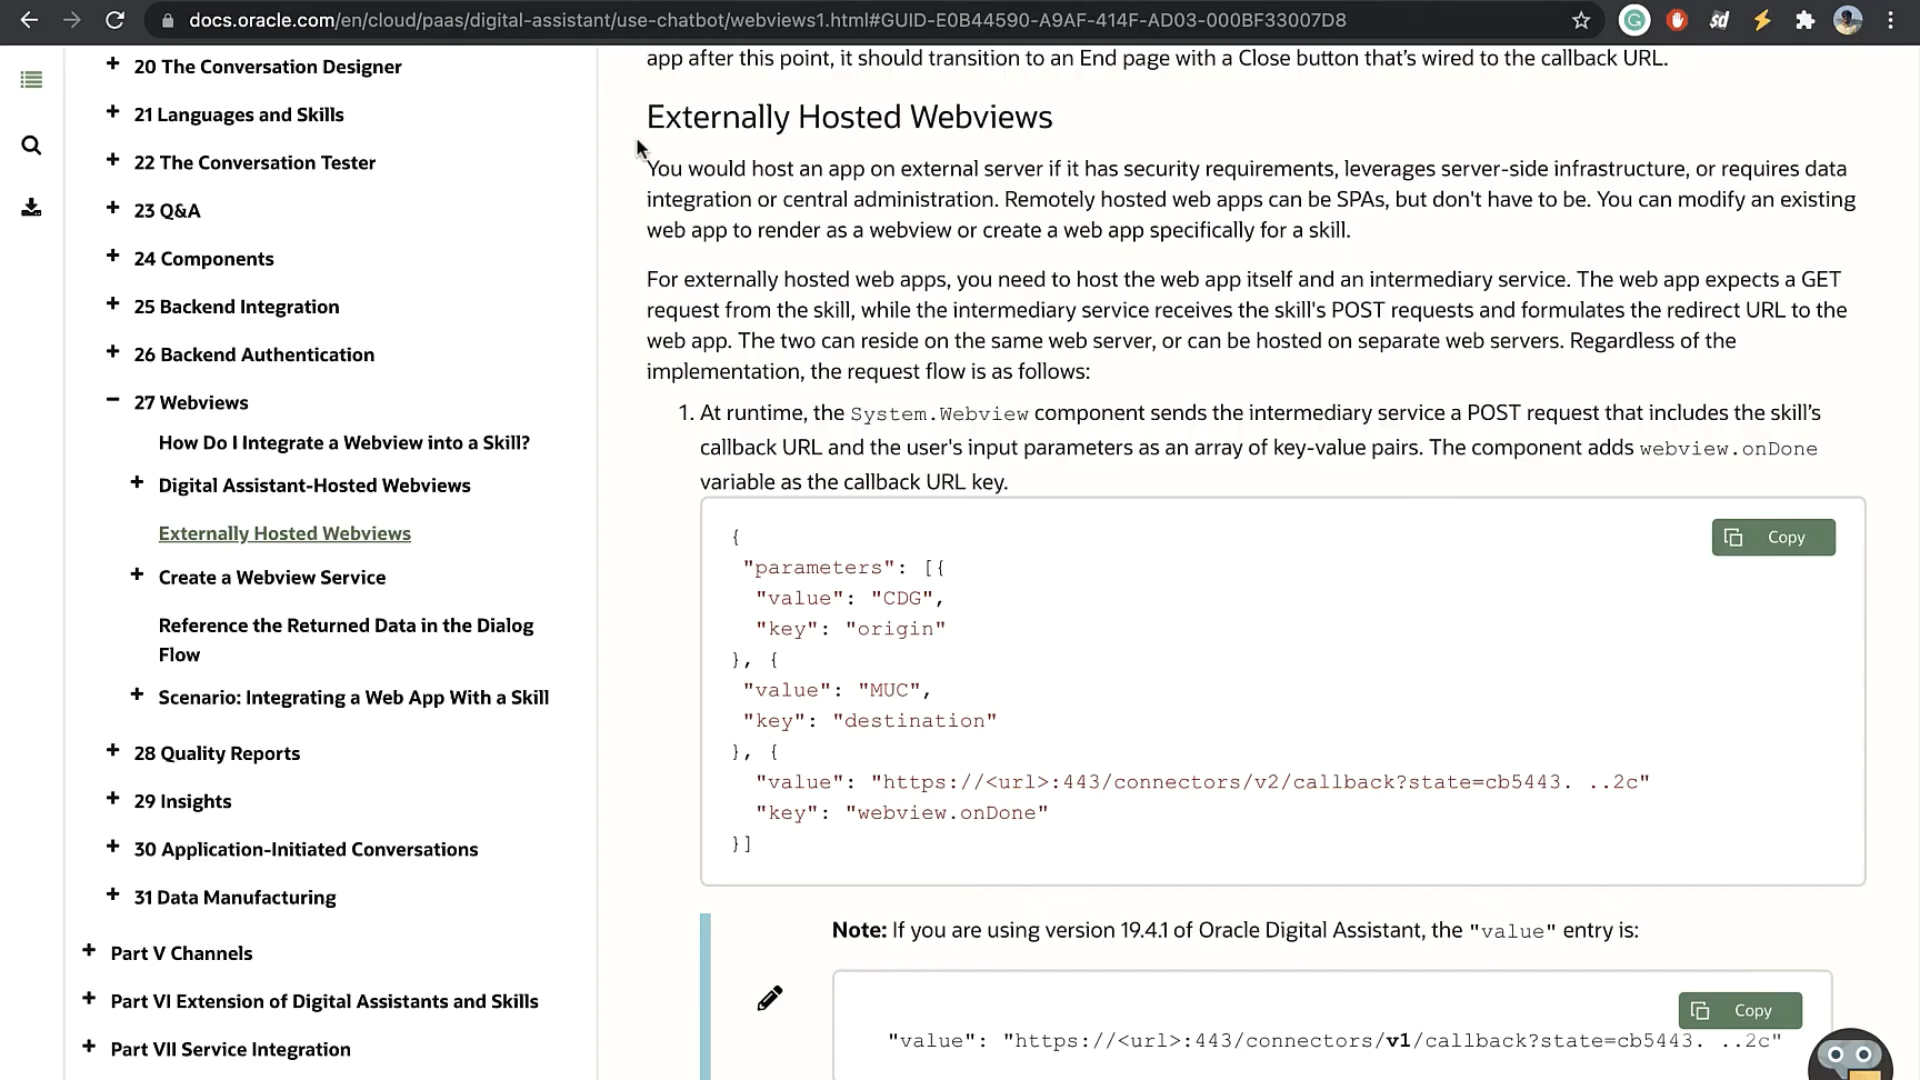 docs.oracle.com/en/cloud/paas/digital-assistant/use-chatbot/webviews1.html#GUID-E0B44590-A9AF-414F-AD03-000BF33007D8
+ 20 The Conversation Designer
+ 21 Languages and Skills
+ 22 The Conversation Tester
+ 23 Q&A
+ 24 Components
+ 25 Backend Integration
+ 26 Backend Authentication
− 27 Webviews
How Do I Integrate a Webview into a Skill?
+ Digital Assistant-Hosted Webviews
Externally Hosted Webviews
+ Create a Webview Service
Reference the Returned Data in the Dialog
Flow
+ Scenario: Integrating a Web App With a Skill
+ 28 Quality Reports
+ 29 Insights
+ 30 Application-Initiated Conversations
+ 31 Data Manufacturing
+ Part V Channels
+ Part VI Extension of Digital Assistants and Skills
+ Part VII Service Integration
app after this point, it should transition to an End page with a Close button that’s wired to the callback URL.
Externally Hosted Webviews
You would host an app on external server if it has security requirements, leverages server-side infrastructure, or requires data
integration or central administration. Remotely hosted web apps can be SPAs, but don't have to be. You can modify an existing
web app to render as a webview or create a web app specifically for a skill.
For externally hosted web apps, you need to host the web app itself and an intermediary service. The web app expects a GET
request from the skill, while the intermediary service receives the skill's POST requests and formulates the redirect URL to the
web app. The two can reside on the same web server, or can be hosted on separate web servers. Regardless of the
implementation, the request flow is as follows:
1. At runtime, the System.Webview component sends the intermediary service a POST request that includes the skill’s
callback URL and the user's input parameters as an array of key-value pairs. The component adds webview.onDone
variable as the callback URL key.
Copy
{
"parameters": [{
"value": "CDG",
"key": "origin"
}, {
"value": "MUC",
"key": "destination"
}, {
"value": "https://<url>:443/connectors/v2/callback?state=cb5443. ..2c"
"key": "webview.onDone"
}]
Note: If you are using version 19.4.1 of Oracle Digital Assistant, the "value" entry is:
Copy
"value": "https://<url>:443/connectors/v1/callback?state=cb5443. ..2c"